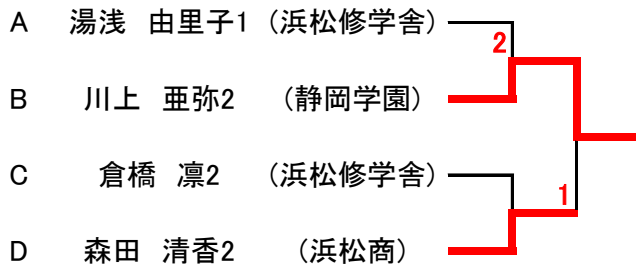 A 湯浅 由里子1 (浜松修学舎)
2
B 川上 亜弥2 (静岡学園)
C 倉橋 凛2 (浜松修学舎)
1
D 森田 清香2 (浜松商)